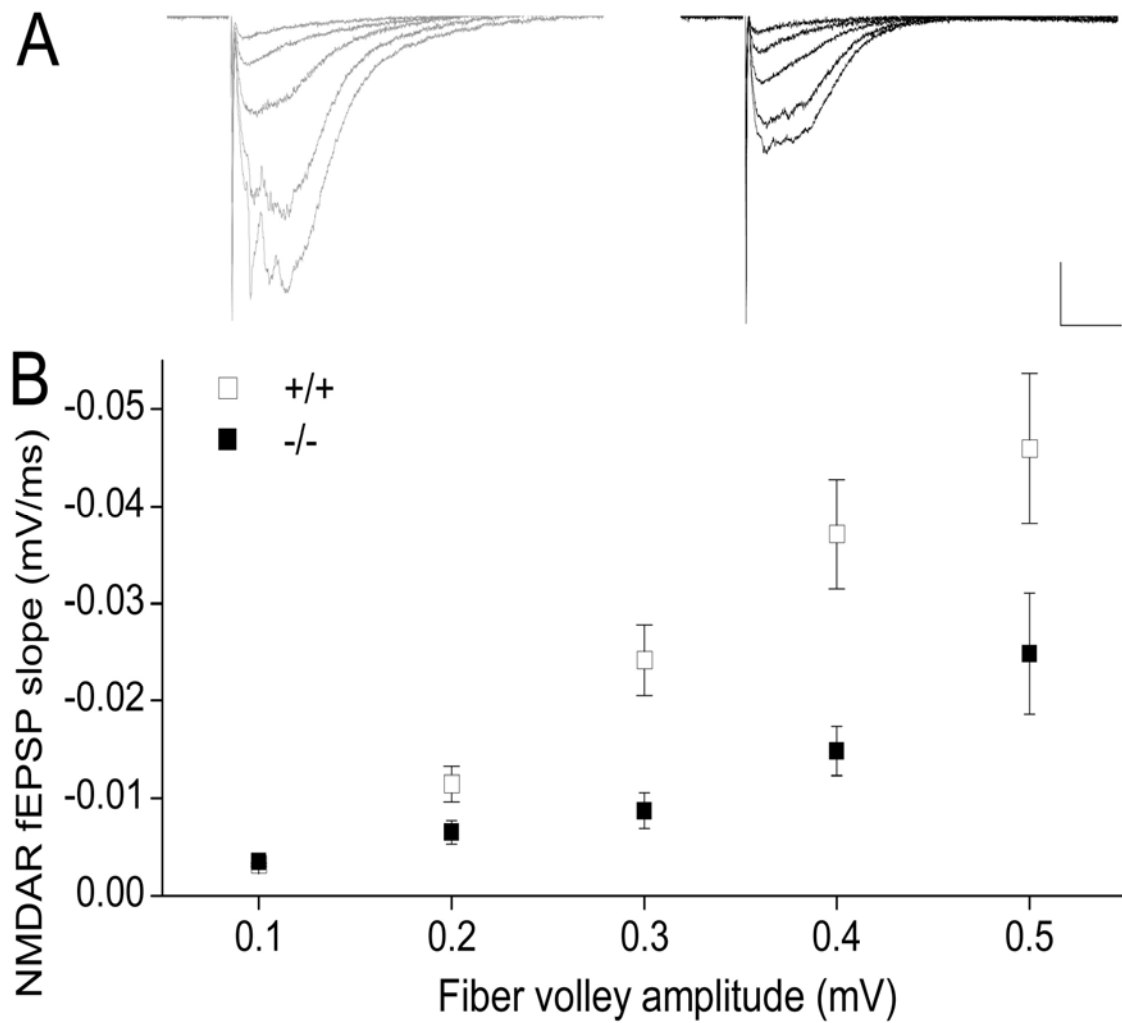 A
B
+/+
-/-
NMDAR fEPSP slope (mV/ms)
-0.05
-0.04
-0.03
-0.02
-0.01
0.00
0.1 0.2 0.3 0.4 0.5
Fiber volley amplitude (mV)